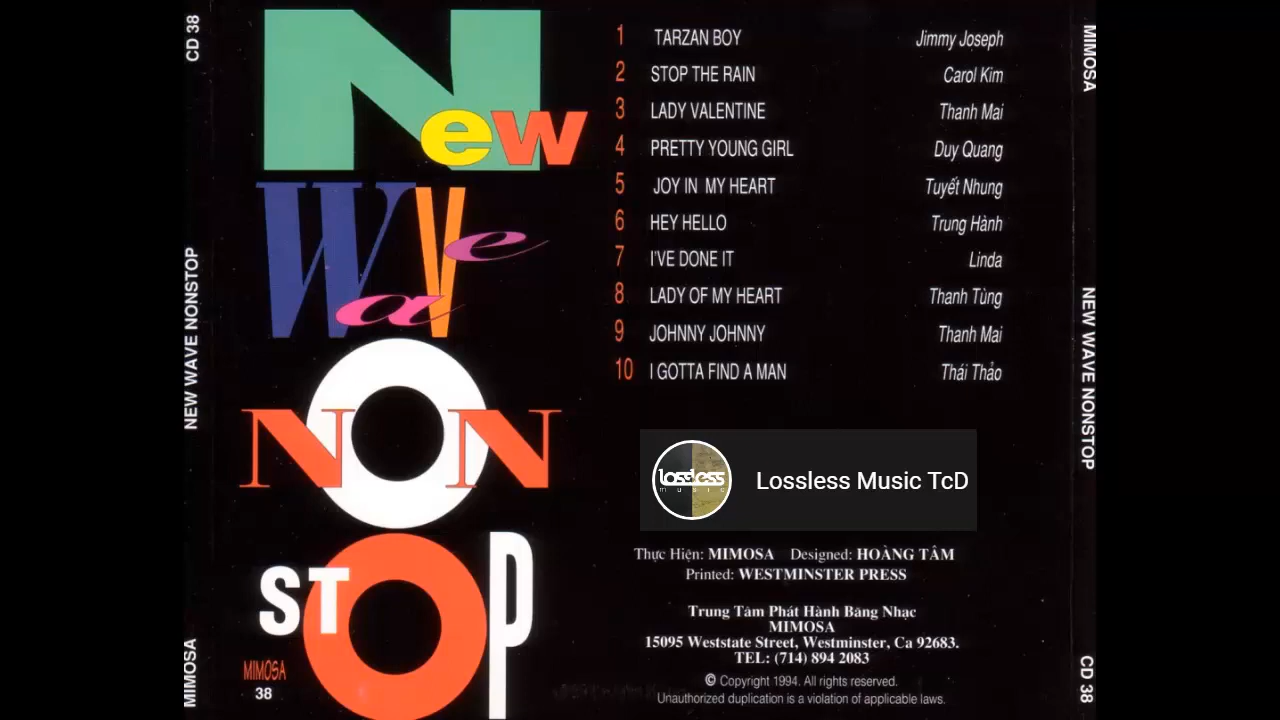 CD 38
NEW WAVE NONSTOP
MIMOSA
New
Wave
NON
STOP
MIMOSA
38
1 TARZAN BOY Jimmy Joseph
2 STOP THE RAIN Carol Kim
3 LADY VALENTINE Thanh Mai
4 PRETTY YOUNG GIRL Duy Quang
5 JOY IN MY HEART Tuyết Nhung
6 HEY HELLO Trung Hành
7 I'VE DONE IT Linda
8 LADY OF MY HEART Thanh Tùng
9 JOHNNY JOHNNY Thanh Mai
10 I GOTTA FIND A MAN Thái Thảo
lossless
music
Lossless Music TcD
Thực Hiện: MIMOSA Designed: HOÀNG TÂM
Printed: WESTMINSTER PRESS
Trung Tâm Phát Hành Băng Nhạc
MIMOSA
15095 Weststate Street, Westminster, Ca 92683.
TEL: (714) 894 2083
© Copyright 1994. All rights reserved.
Unauthorized duplication is a violation of applicable laws.
MIMOSA
NEW WAVE NONSTOP
CD 38